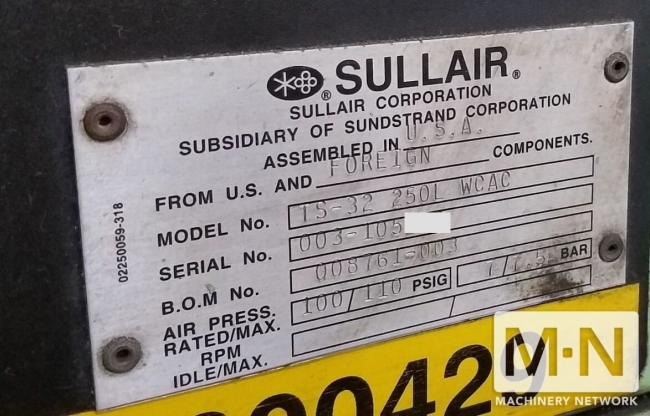 ® SULLAIR®
SULLAIR CORPORATION
SUBSIDIARY OF SUNDSTRAND CORPORATION
ASSEMBLED IN U.S.A.
FROM U.S. AND FOREIGN COMPONENTS.
MODEL No. TS-32 250L WCAC
SERIAL No. 003-105
B.O.M No. 008761-003
AIR PRESS. RATED/MAX. 100/110 PSIG 7/7.5 BAR
RPM IDLE/MAX. /
02250059-318
M·N
MACHINERY NETWORK